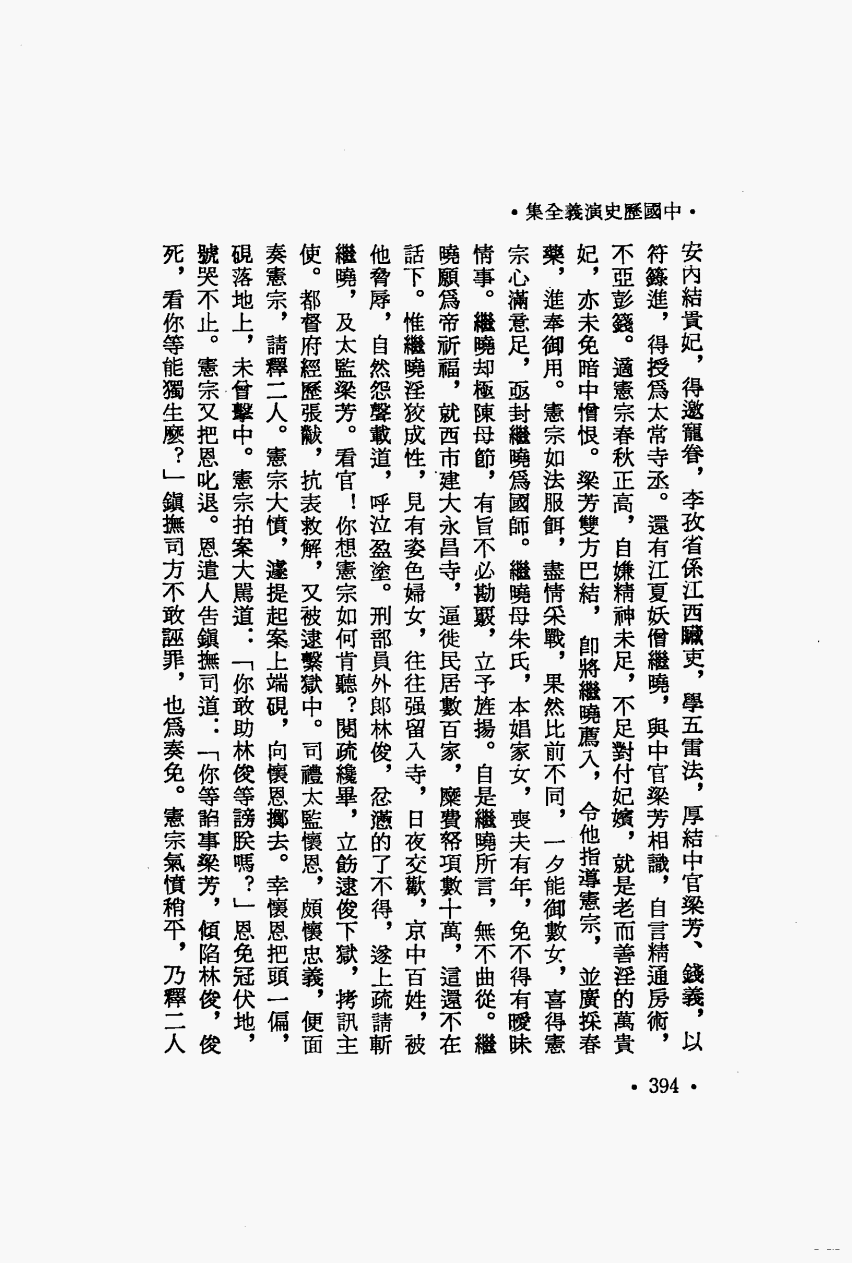 •中國歷史演義全集•
安內結貴妃，得邀寵眷，李孜省係江西贓吏，學五雷法，厚結中官梁芳、錢義，以
符籙進，得授爲太常寺丞。還有江夏妖僧繼曉，與中官梁芳相識，自言精通房術，
不亞彭籛。適憲宗春秋正高，自嫌精神未足，不足對付妃嬪，就是老而善淫的萬貴
妃，亦未免暗中憎恨。梁芳雙方巴結，卽將繼曉薦入，令他指導憲宗，並廣採春
藥，進奉御用。憲宗如法服餌，盡情采戰，果然比前不同，一夕能御數女，喜得憲
宗心滿意足，亟封繼曉爲國師。繼曉母朱氏，本娼家女，喪夫有年，免不得有曖昧
情事。繼曉却極陳母節，有旨不必勘覈，立予旌揚。自是繼曉所言，無不曲從。繼
曉願爲帝祈福，就西市建大永昌寺，逼徙民居數百家，糜費帑項數十萬，這還不在
話下。惟繼曉淫狡成性，見有姿色婦女，往往强留入寺，日夜交歡，京中百姓，被
他脅辱，自然怨聲載道，呼泣盈塗。刑部員外郎林俊，忿懣的了不得，遂上疏請斬
繼曉，及太監梁芳。看官！你想憲宗如何肯聽？閱疏纔畢，立飭逮俊下獄，拷訊主
使。都督府經歷張黻，抗表救解，又被逮繫獄中。司禮太監懷恩，頗懷忠義，便面
奏憲宗，請釋二人。憲宗大憤，遽提起案上端硯，向懷恩擲去。幸懷恩把頭一偏，
硯落地上，未曾擊中。憲宗拍案大罵道：「你敢助林俊等謗朕嗎？」恩免冠伏地，
號哭不止。憲宗又把恩叱退。恩遣人告鎭撫司道：「你等諂事梁芳，傾陷林俊，俊
死，看你等能獨生麽？」鎭撫司方不敢誣罪，也爲奏免。憲宗氣憤稍平，乃釋二人
•394•